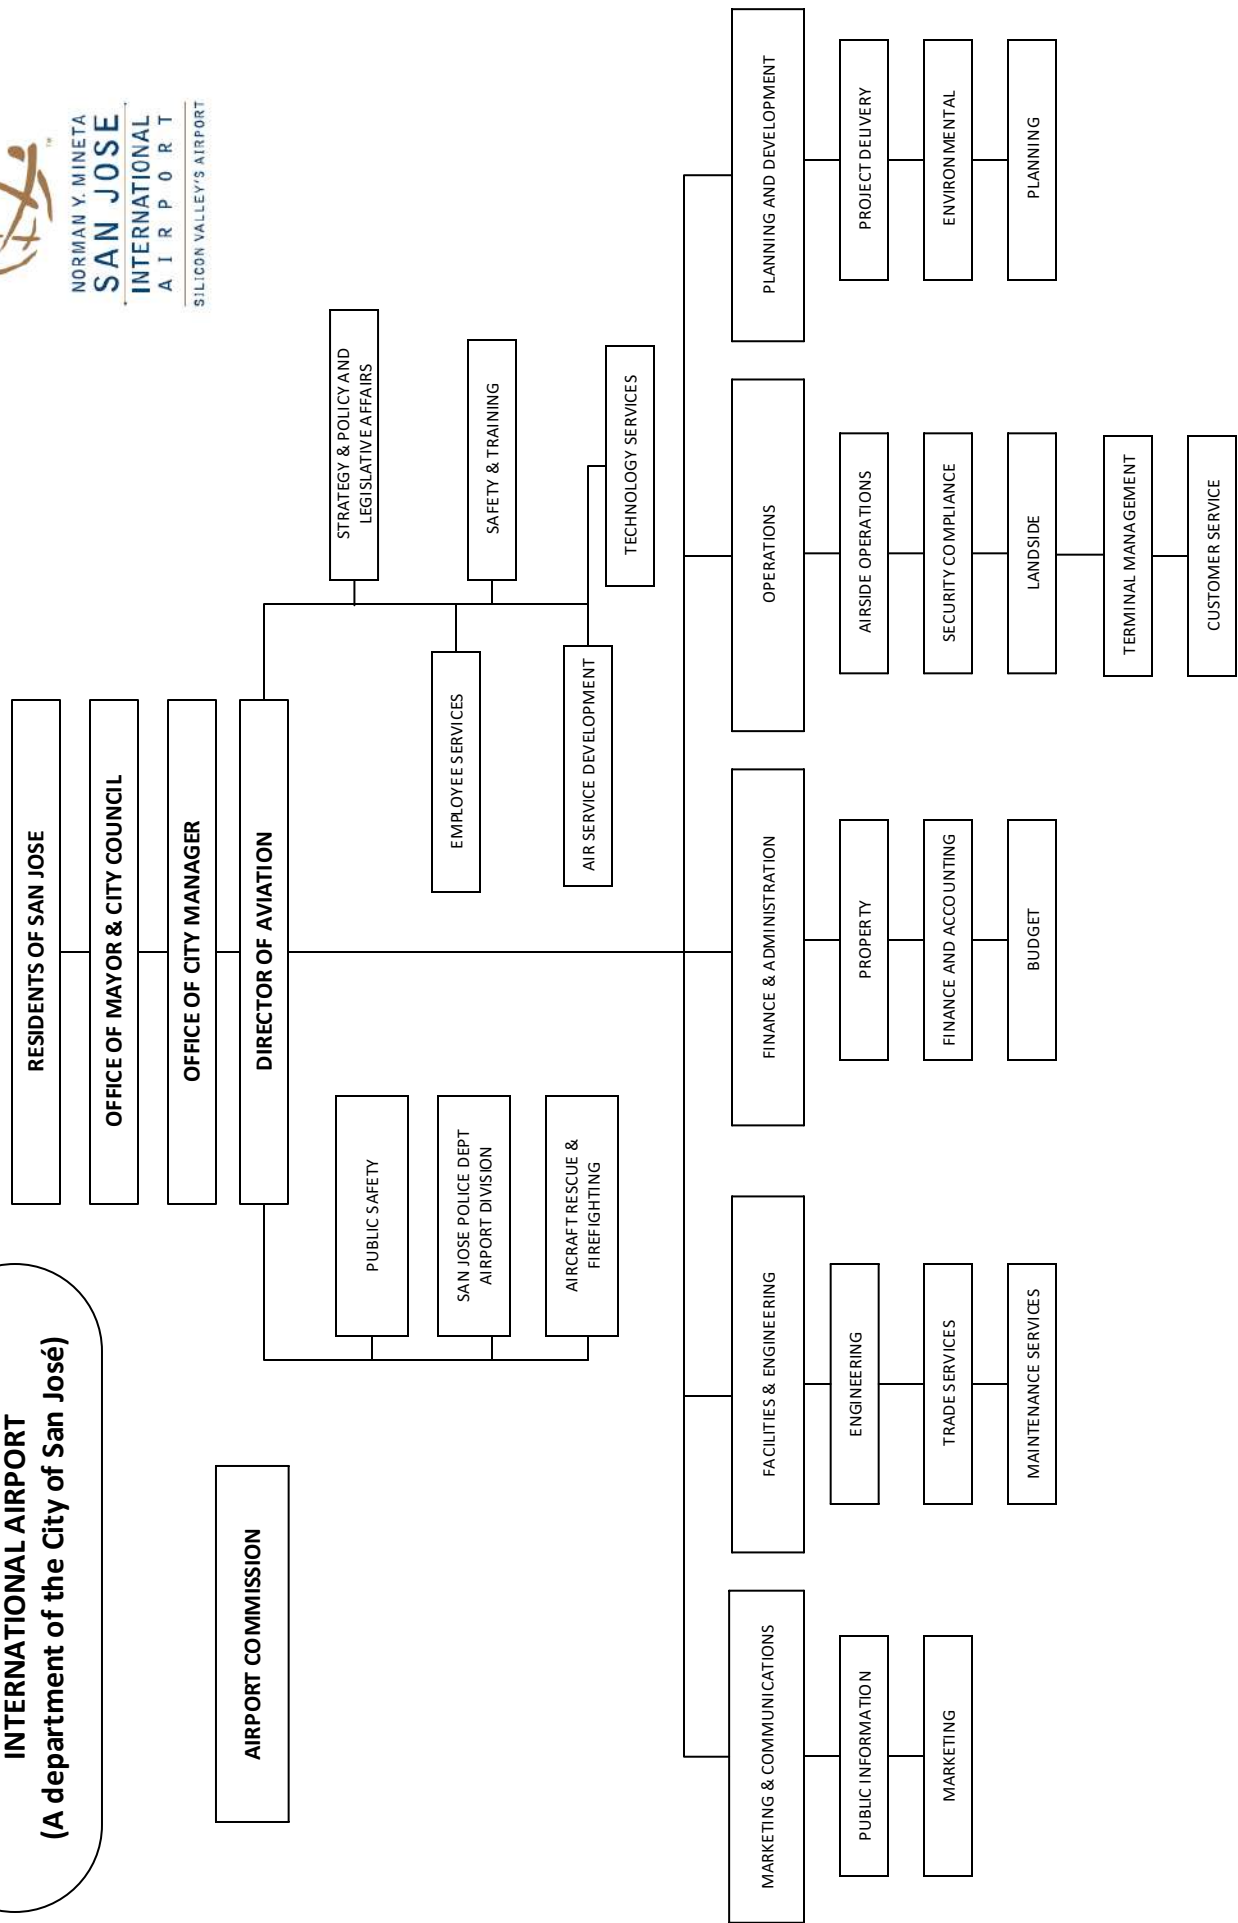 INTERNATIONAL AIRPORT
(A department of the City of San José)
NORMAN Y. MINETA
SAN JOSE
INTERNATIONAL
AIRPORT
SILICON VALLEY'S AIRPORT
TM
RESIDENTS OF SAN JOSE
OFFICE OF MAYOR & CITY COUNCIL
OFFICE OF CITY MANAGER
AIRPORT COMMISSION
DIRECTOR OF AVIATION
PUBLIC SAFETY
SAN JOSE POLICE DEPT
AIRPORT DIVISION
AIRCRAFT RESCUE &
FIREFIGHTING
STRATEGY & POLICY AND
LEGISLATIVE AFFAIRS
EMPLOYEE SERVICES
SAFETY & TRAINING
AIR SERVICE DEVELOPMENT
TECHNOLOGY SERVICES
MARKETING & COMMUNICATIONS
PUBLIC INFORMATION
MARKETING
FACILITIES & ENGINEERING
ENGINEERING
TRADE SERVICES
MAINTENANCE SERVICES
FINANCE & ADMINISTRATION
PROPERTY
FINANCE AND ACCOUNTING
BUDGET
OPERATIONS
AIRSIDE OPERATIONS
SECURITY COMPLIANCE
LANDSIDE
TERMINAL MANAGEMENT
CUSTOMER SERVICE
PLANNING AND DEVELOPMENT
PROJECT DELIVERY
ENVIRONMENTAL
PLANNING